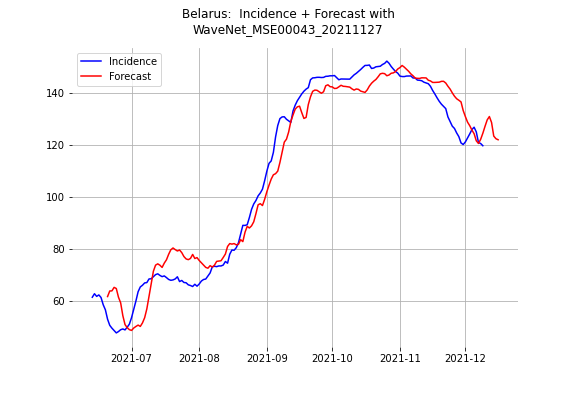 Belarus:  Incidence + Forecast with
WaveNet_MSE00043_20211127
Incidence
Forecast
140
120
100
80
60
2021-07
2021-08
2021-09
2021-10
2021-11
2021-12